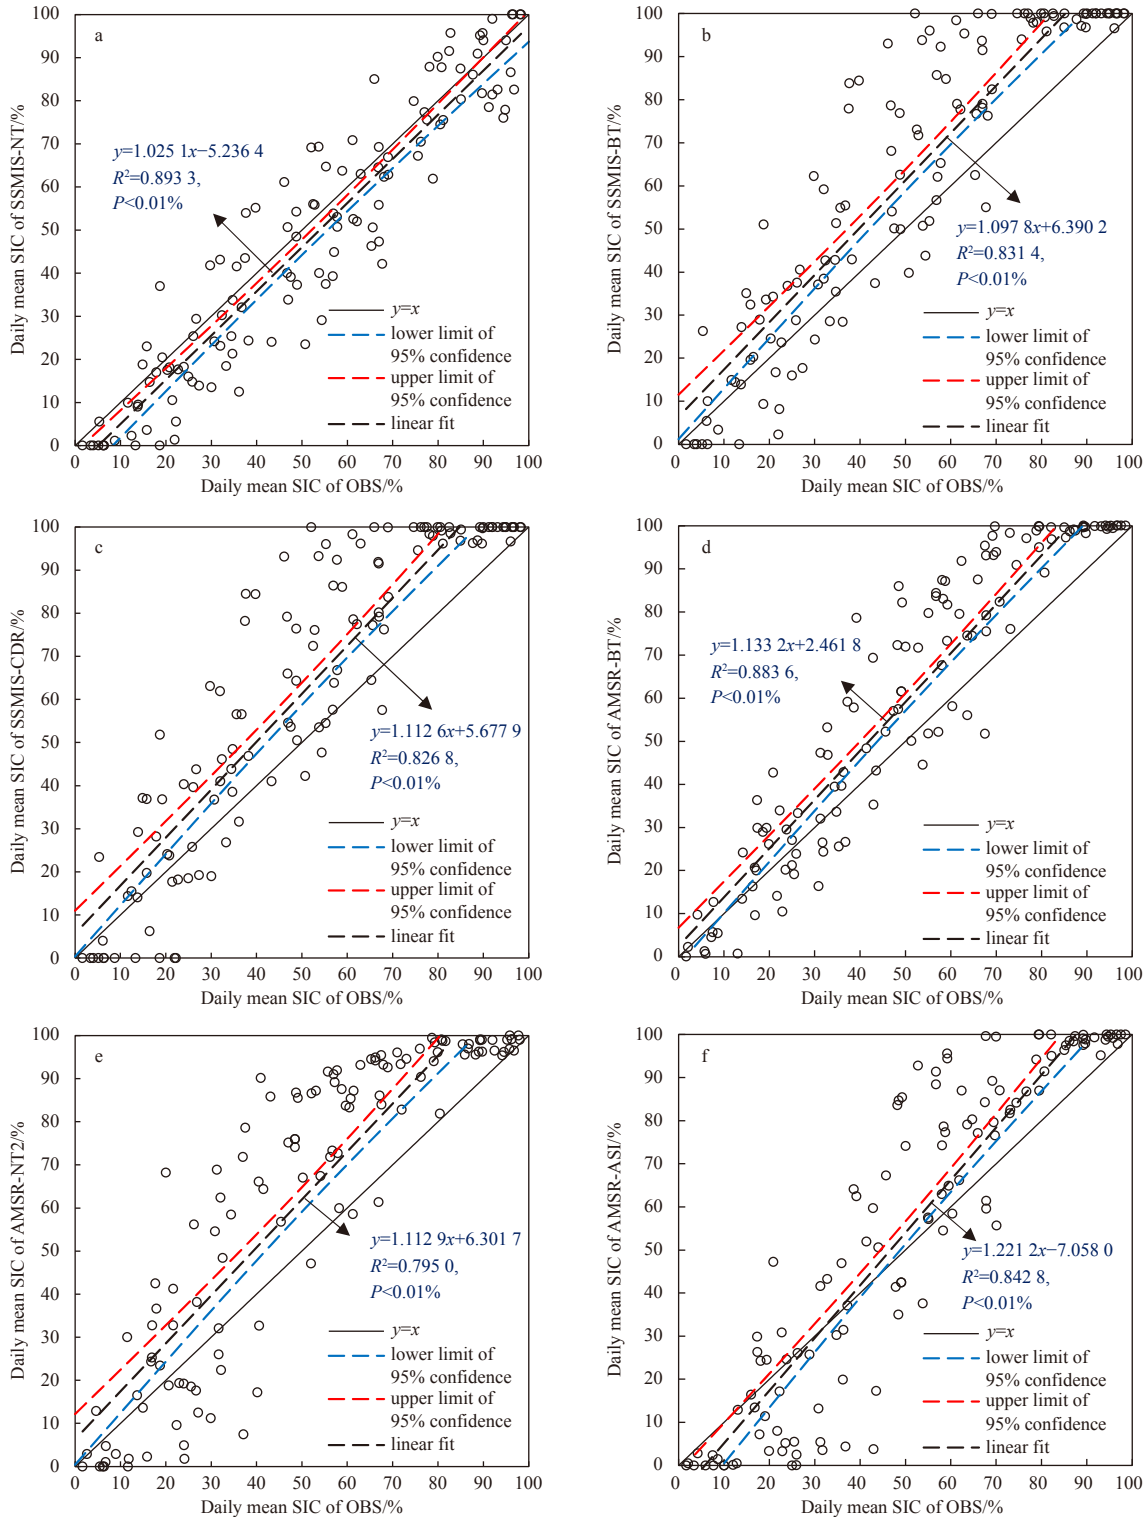 a
Daily mean SIC of SSMIS-NT/%
100
90
80
70
60
50
40
30
20
10
0
y=1.025 1x−5.236 4
R²=0.893 3,
P<0.01%
y=x
lower limit of
95% confidence
upper limit of
95% confidence
linear fit
0 10 20 30 40 50 60 70 80 90 100
Daily mean SIC of OBS/%
b
Daily mean SIC of SSMIS-BT/%
100
90
80
70
60
50
40
30
20
10
0
y=1.097 8x+6.390 2
R²=0.831 4,
P<0.01%
y=x
lower limit of
95% confidence
upper limit of
95% confidence
linear fit
0 10 20 30 40 50 60 70 80 90 100
Daily mean SIC of OBS/%
c
Daily mean SIC of SSMIS-CDR/%
100
90
80
70
60
50
40
30
20
10
0
y=1.112 6x+5.677 9
R²=0.826 8,
P<0.01%
y=x
lower limit of
95% confidence
upper limit of
95% confidence
linear fit
0 10 20 30 40 50 60 70 80 90 100
Daily mean SIC of OBS/%
d
Daily mean SIC of AMSR-BT/%
100
90
80
70
60
50
40
30
20
10
0
y=1.133 2x+2.461 8
R²=0.883 6,
P<0.01%
y=x
lower limit of
95% confidence
upper limit of
95% confidence
linear fit
0 10 20 30 40 50 60 70 80 90 100
Daily mean SIC of OBS/%
e
Daily mean SIC of AMSR-NT2/%
100
90
80
70
60
50
40
30
20
10
0
y=1.112 9x+6.301 7
R²=0.795 0,
P<0.01%
y=x
lower limit of
95% confidence
upper limit of
95% confidence
linear fit
0 10 20 30 40 50 60 70 80 90 100
Daily mean SIC of OBS/%
f
Daily mean SIC of AMSR-ASI/%
100
90
80
70
60
50
40
30
20
10
0
y=1.221 2x−7.058 0
R²=0.842 8,
P<0.01%
y=x
lower limit of
95% confidence
upper limit of
95% confidence
linear fit
0 10 20 30 40 50 60 70 80 90 100
Daily mean SIC of OBS/%